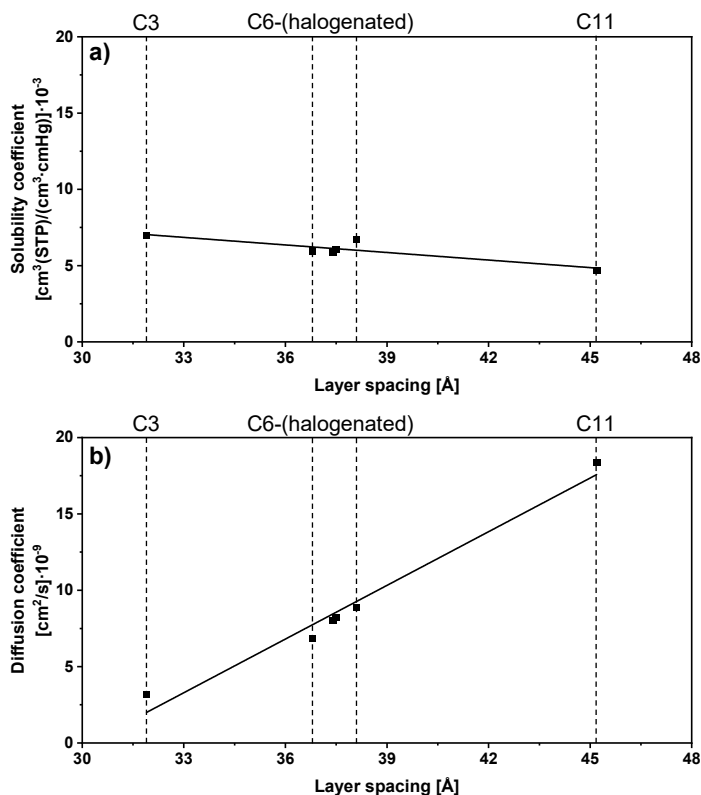 C3 C6-(halogenated) C11
a)
Solubility coefficient
[cm³(STP)/(cm³·cmHg)]·10⁻³
20
15
10
5
0
30 33 36 39 42 45 48
Layer spacing [Å]
C3 C6-(halogenated) C11
b)
Diffusion coefficient
[cm²/s]·10⁻⁹
20
15
10
5
0
30 33 36 39 42 45 48
Layer spacing [Å]